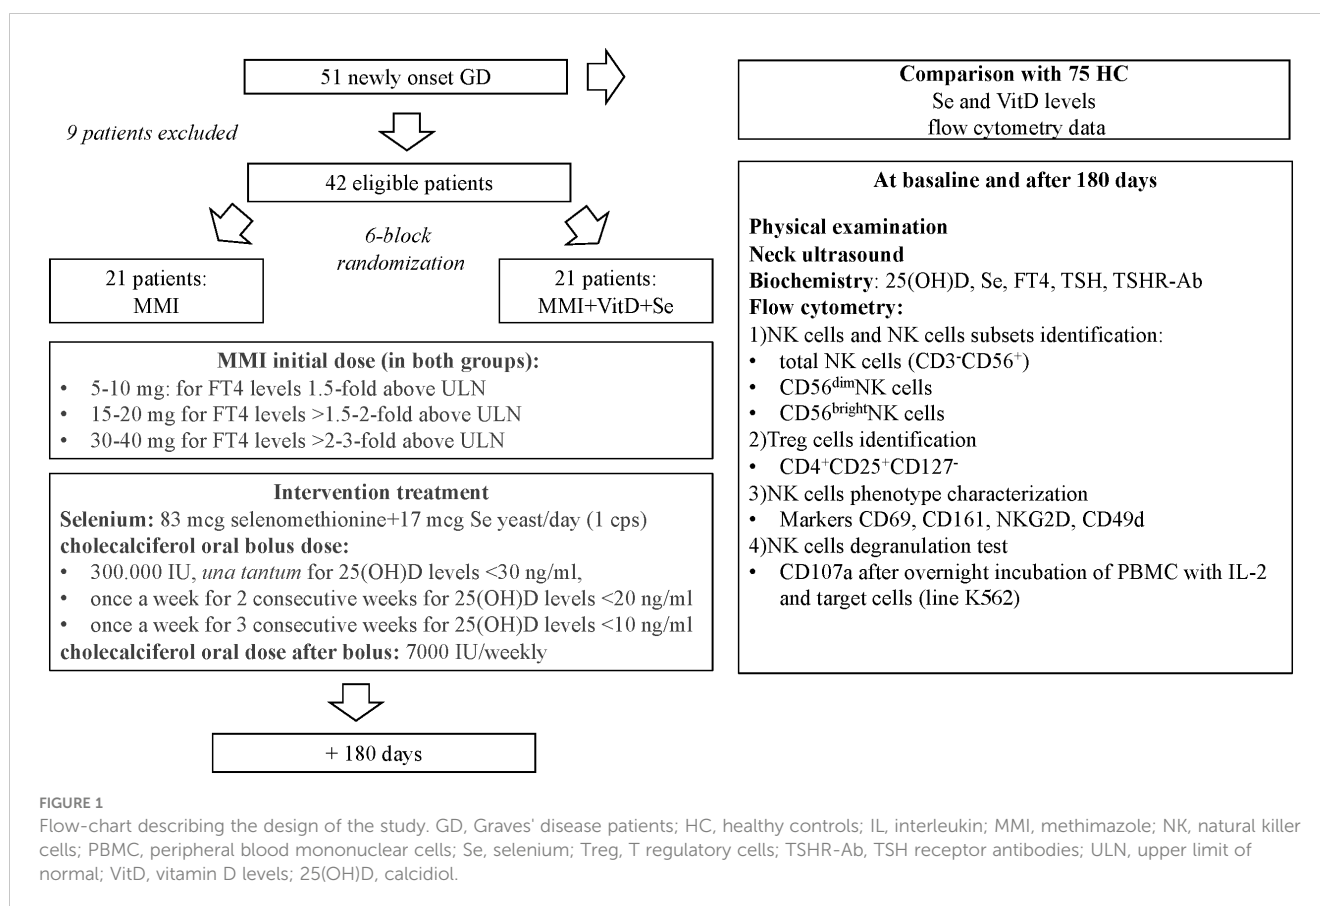 51 newly onset GD
9 patients excluded
42 eligible patients
6-block
randomization
21 patients:
MMI
21 patients:
MMI+VitD+Se
MMI initial dose (in both groups):
• 5-10 mg: for FT4 levels 1.5-fold above ULN
• 15-20 mg for FT4 levels >1.5-2-fold above ULN
• 30-40 mg for FT4 levels >2-3-fold above ULN
Intervention treatment
Selenium: 83 mcg selenomethionine+17 mcg Se yeast/day (1 cps)
cholecalciferol oral bolus dose:
• 300.000 IU, una tantum for 25(OH)D levels <30 ng/ml,
• once a week for 2 consecutive weeks for 25(OH)D levels <20 ng/ml
• once a week for 3 consecutive weeks for 25(OH)D levels <10 ng/ml
cholecalciferol oral dose after bolus: 7000 IU/weekly
+ 180 days
Comparison with 75 HC
Se and VitD levels
flow cytometry data
At baseline and after 180 days
Physical examination
Neck ultrasound
Biochemistry: 25(OH)D, Se, FT4, TSH, TSHR-Ab
Flow cytometry:
1)NK cells and NK cells subsets identification:
• total NK cells (CD3⁻CD56⁺)
• CD56ᵈⁱᵐNK cells
• CD56ᵇʳⁱᵍʰᵗNK cells
2)Treg cells identification
• CD4⁺CD25⁺CD127⁻
3)NK cells phenotype characterization
• Markers CD69, CD161, NKG2D, CD49d
4)NK cells degranulation test
• CD107a after overnight incubation of PBMC with IL-2
and target cells (line K562)
FIGURE 1
Flow-chart describing the design of the study. GD, Graves' disease patients; HC, healthy controls; IL, interleukin; MMI, methimazole; NK, natural killer
cells; PBMC, peripheral blood mononuclear cells; Se, selenium; Treg, T regulatory cells; TSHR-Ab, TSH receptor antibodies; ULN, upper limit of
normal; VitD, vitamin D levels; 25(OH)D, calcidiol.